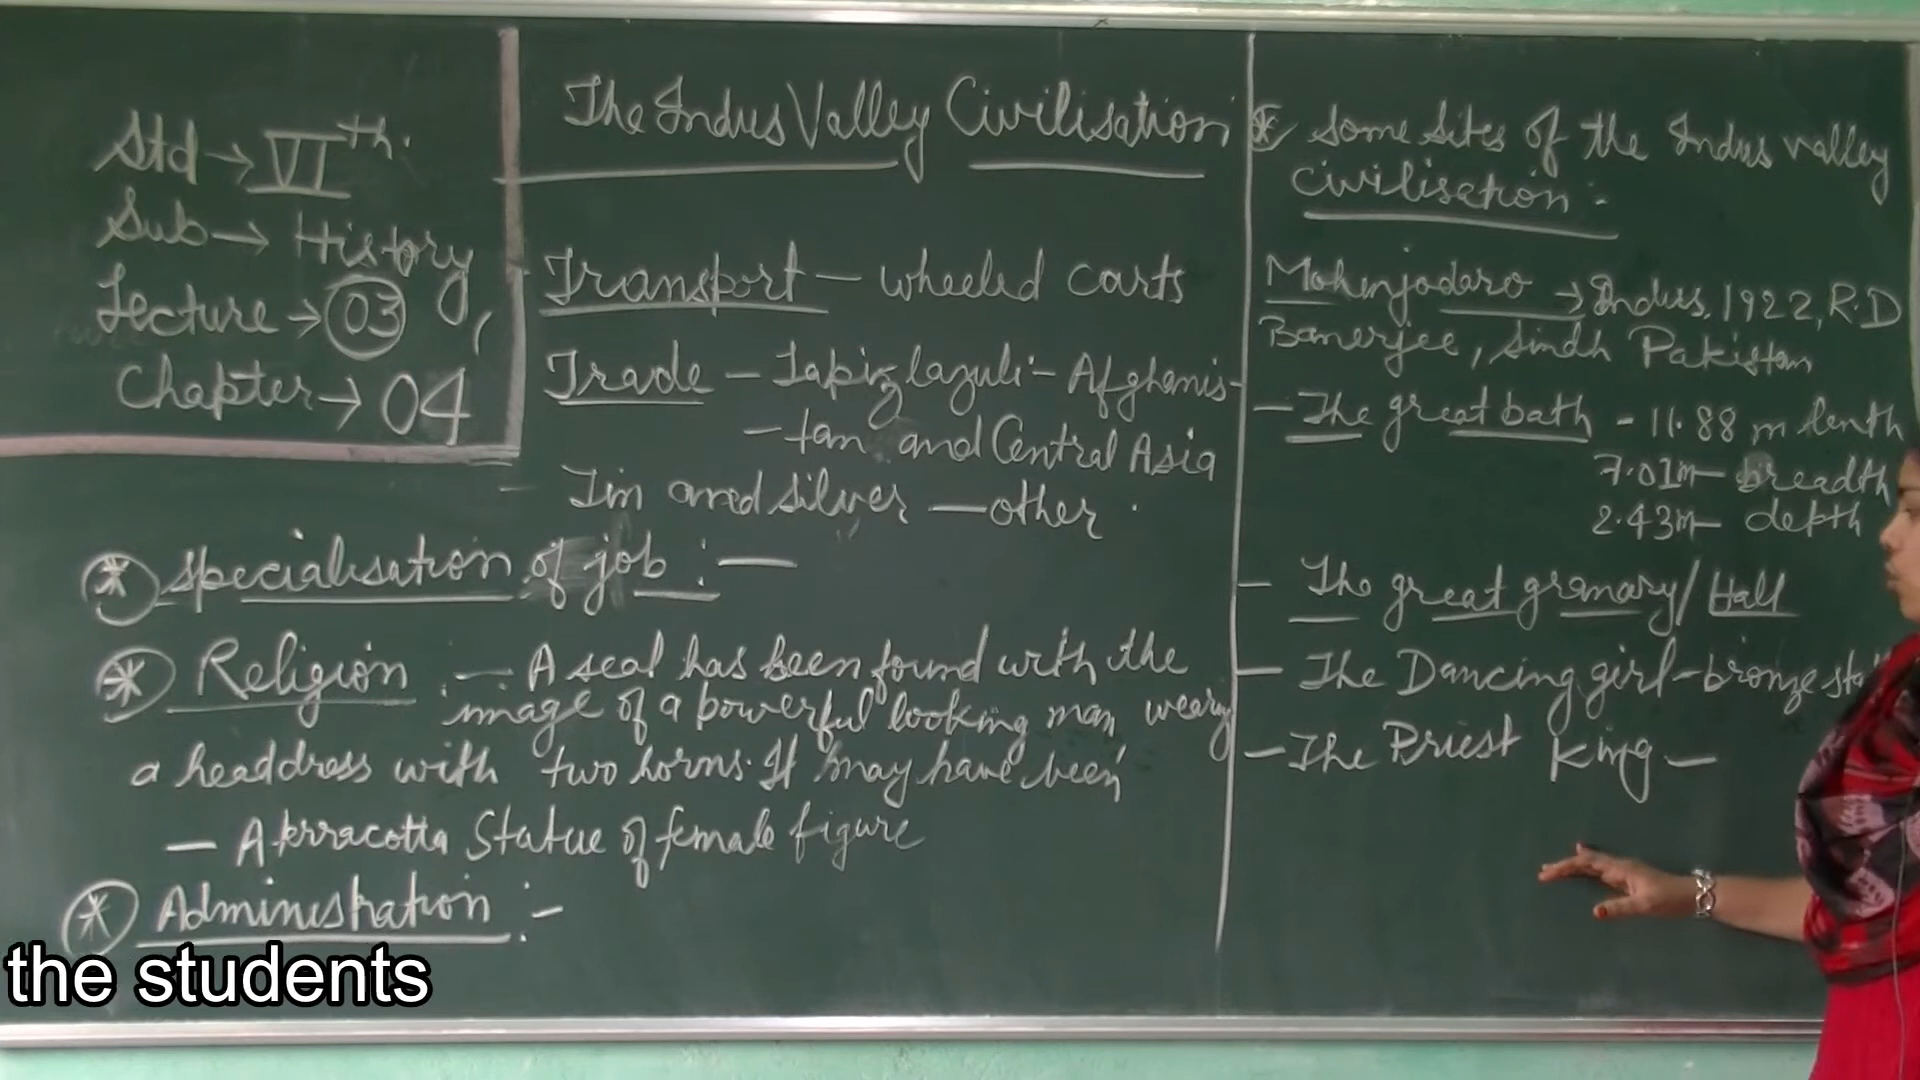 Std → VI th.
Sub → History,
Lecture → 03
Chapter → 04
The Indus Valley Civilisation
Transport — wheeled carts
Trade — Lapiz lazuli - Afghanis-
- tan and Central Asia
- Tin and silver — other
* specialisation of job :—
* Religion :— A seal has been found with the
image of a powerful looking man, wearing
a headdress with two horns. It may have been
— A terracotta Statue of female figure
* Administration :-
* Some sites of the Indus valley
civilisation :-
Mohenjodaro → Indus, 1922, R.D
Banerjee, Sindh Pakistan
- The great bath - 11.88 m lenth
7.01m — breadth
2.43m — depth
- The great granary/Hall
- The Dancing girl - bronze
- The Priest King -
the students